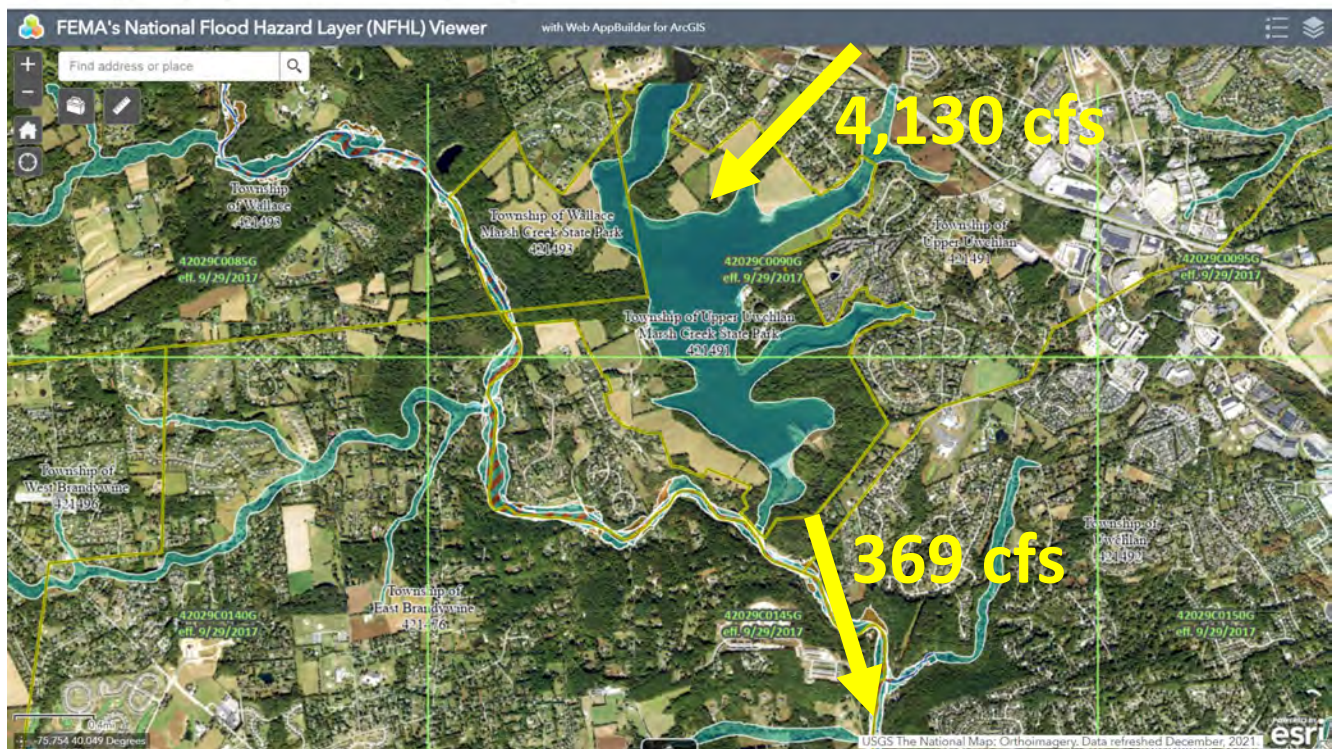 FEMA's National Flood Hazard Layer (NFHL) Viewer
with Web AppBuilder for ArcGIS
+
Find address or place
−
4,130 cfs
Township
of Wallace
421493
Township of Wallace
Marsh Creek State Park
421493
Township of
Upper Uwchlan
421491
42029C0085G
eff. 9/29/2017
42029C0090G
eff. 9/29/2017
42029C0095G
eff. 9/29/2017
Township of Upper Uwchlan
Marsh Creek State Park
421491
Township of
West Brandywine
421496
Township of
Uwchlan
421492
369 cfs
Township of
East Brandywine
421476
42029C0140G
eff. 9/29/2017
42029C0145G
eff. 9/29/2017
42029C0150G
eff. 9/29/2017
-75.754 40.049 Degrees
USGS The National Map: Orthoimagery. Data refreshed December, 2021.
POWERED BY
esri